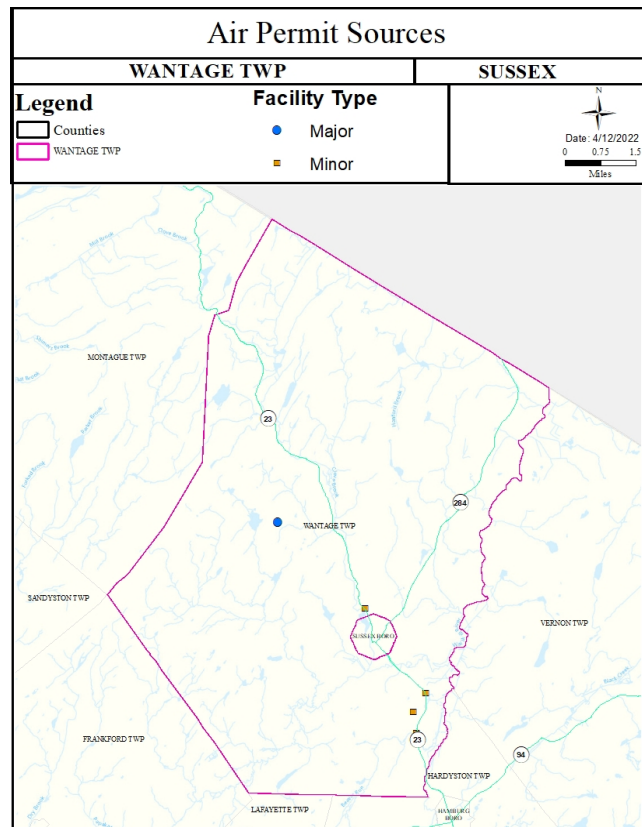 Air Permit Sources
WANTAGE TWP
SUSSEX
Legend
Counties
WANTAGE TWP
Facility Type
Major
Minor
N
Date: 4/12/2022
0 0.75 1.5
Miles
MONTAGUE TWP
23
284
WANTAGE TWP
SANDYSTON TWP
SUSSEX BORO
VERNON TWP
FRANKFORD TWP
23
94
HARDYSTON TWP
LAFAYETTE TWP
HAMBURG
BORO